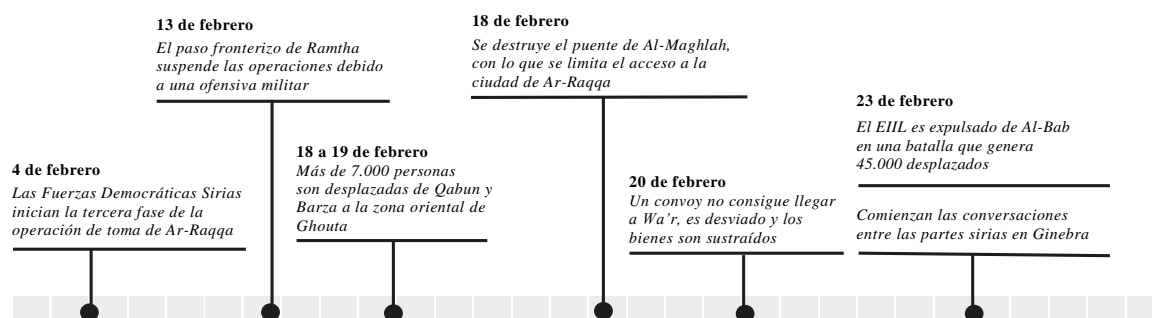 4 de febrero
Las Fuerzas Democráticas Sirias
inician la tercera fase de la
operación de toma de Ar-Raqqa
13 de febrero
El paso fronterizo de Ramtha
suspende las operaciones debido
a una ofensiva militar
18 a 19 de febrero
Más de 7.000 personas
son desplazadas de Qabun y
Barza a la zona oriental de
Ghouta
18 de febrero
Se destruye el puente de Al-Maghlah,
con lo que se limita el acceso a la
ciudad de Ar-Raqqa
20 de febrero
Un convoy no consigue llegar
a Wa’r, es desviado y los
bienes son sustraídos
23 de febrero
El EIIL es expulsado de Al-Bab
en una batalla que genera
45.000 desplazados
Comienzan las conversaciones
entre las partes sirias en Ginebra